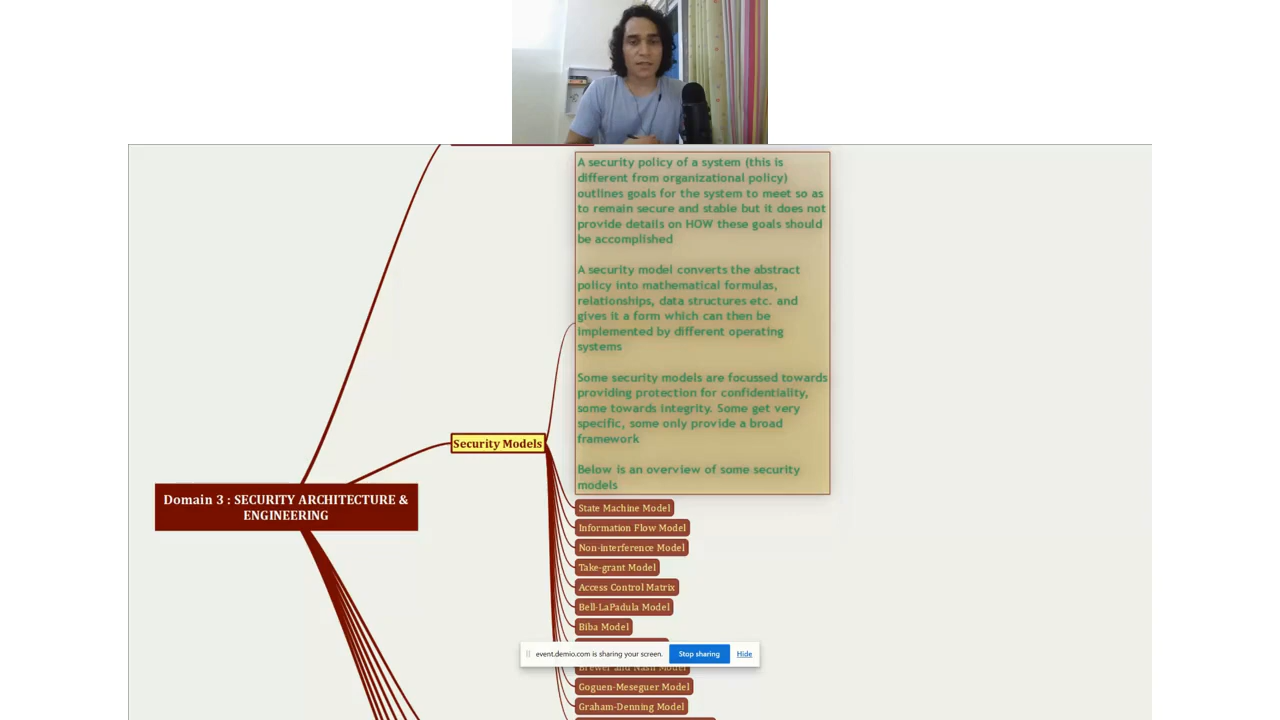 A security policy of a system (this is
different from organizational policy)
outlines goals for the system to meet so as
to remain secure and stable but it does not
provide details on HOW these goals should
be accomplished
A security model converts the abstract
policy into mathematical formulas,
relationships, data structures etc. and
gives it a form which can then be
implemented by different operating
systems
Some security models are focussed towards
providing protection for confidentiality,
some towards integrity. Some get very
specific, some only provide a broad
framework
Below is an overview of some security
models
Security Models
Domain 3 : SECURITY ARCHITECTURE &
ENGINEERING
State Machine Model
Information Flow Model
Non-interference Model
Take-grant Model
Access Control Matrix
Bell-LaPadula Model
Biba Model
event.demio.com is sharing your screen.
Stop sharing
Hide
Brewer and Nash Model
Goguen-Meseguer Model
Graham-Denning Model